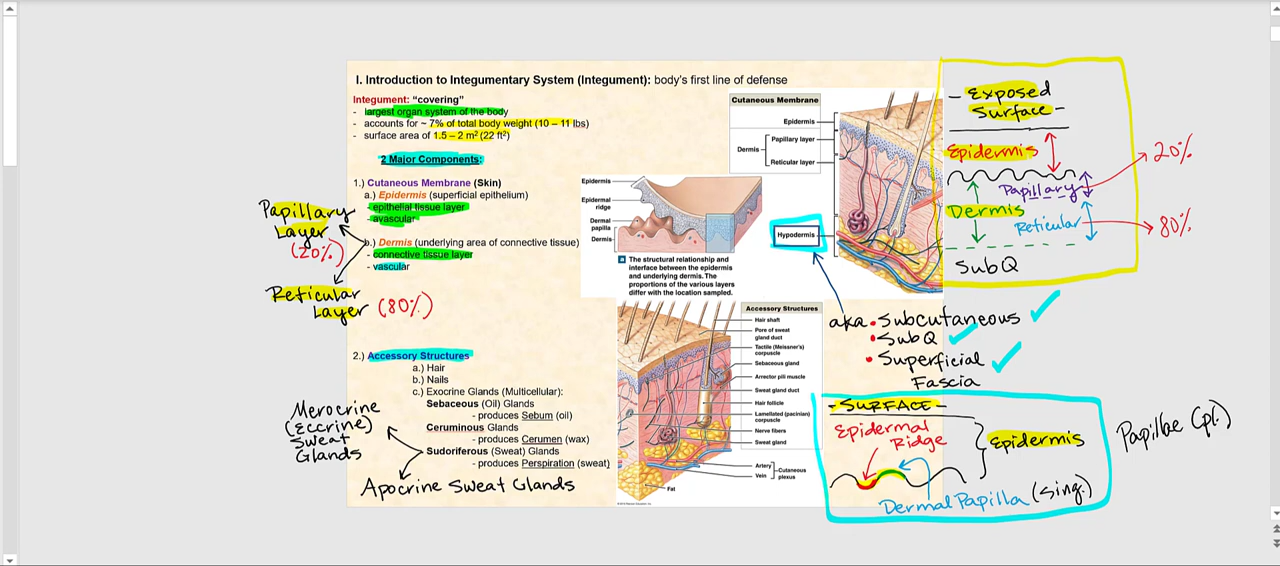 I. Introduction to Integumentary System (Integument): body's first line of defense
Integument: "covering"
- largest organ system of the body
- accounts for ~ 7% of total body weight (10 – 11 lbs)
- surface area of 1.5 – 2 m² (22 ft²)
2 Major Components:
1.) Cutaneous Membrane (Skin)
a.) Epidermis (superficial epithelium)
- epithelial tissue layer
- avascular
b.) Dermis (underlying area of connective tissue)
- connective tissue layer
- vascular
Papillary
Layer
(20%)
Reticular
Layer (80%)
2.) Accessory Structures
a.) Hair
b.) Nails
c.) Exocrine Glands (Multicellular):
Sebaceous (Oil) Glands
- produces Sebum (oil)
Ceruminous Glands
- produces Cerumen (wax)
Sudoriferous (Sweat) Glands
- produces Perspiration (sweat)
Merocrine
(Eccrine)
Sweat
Glands
Apocrine Sweat Glands
Epidermis
Epidermal
ridge
Dermal
papilla
Dermis
a The structural relationship and
interface between the epidermis
and underlying dermis. The
proportions of the various layers
differ with the location sampled.
Cutaneous Membrane
Epidermis
Papillary layer
Dermis
Reticular layer
Hypodermis
Accessory Structures
Hair shaft
Pore of sweat
gland duct
Tactile (Meissner's)
corpuscle
Sebaceous gland
Arrector pili muscle
Sweat gland duct
Hair follicle
Lamellated (pacinian)
corpuscle
Nerve fibers
Sweat gland
Artery
Vein
Cutaneous
plexus
Fat
- Exposed
Surface -
Epidermis
Papillary
20%
Dermis
Reticular
80%
SubQ
aka • Subcutaneous
• SubQ
• Superficial
Fascia
- SURFACE -
Epidermal
Ridge
Epidermis
Dermal Papilla (sing.)
Papillae (pl.)